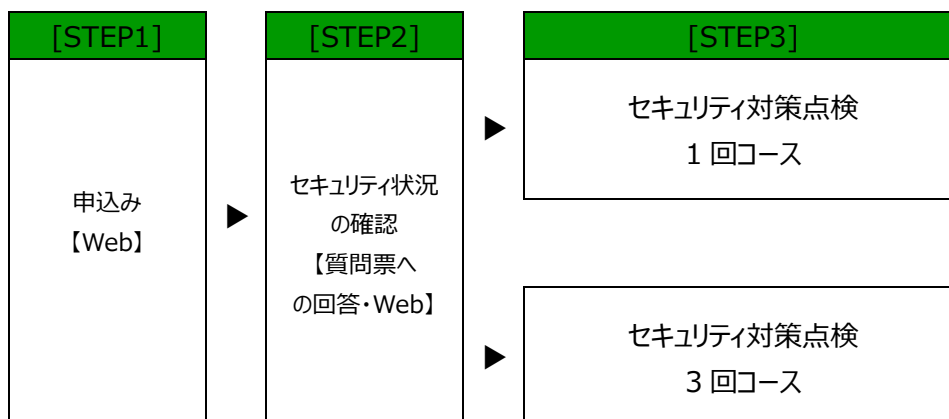 [STEP1]
申込み
【Web】
▶
[STEP2]
セキュリティ状況
の確認
【質問票へ
の回答・Web】
▶
▶
[STEP3]
セキュリティ対策点検
1 回コース
セキュリティ対策点検
3 回コース